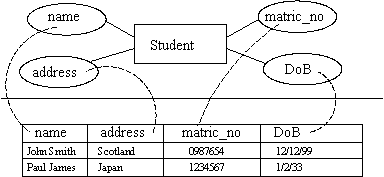 name
matric_no
Student
address
DoB
name address matric_no DoB
John Smith Scotland 0987654 12/12/99
Paul James Japan 1234567 1/2/33